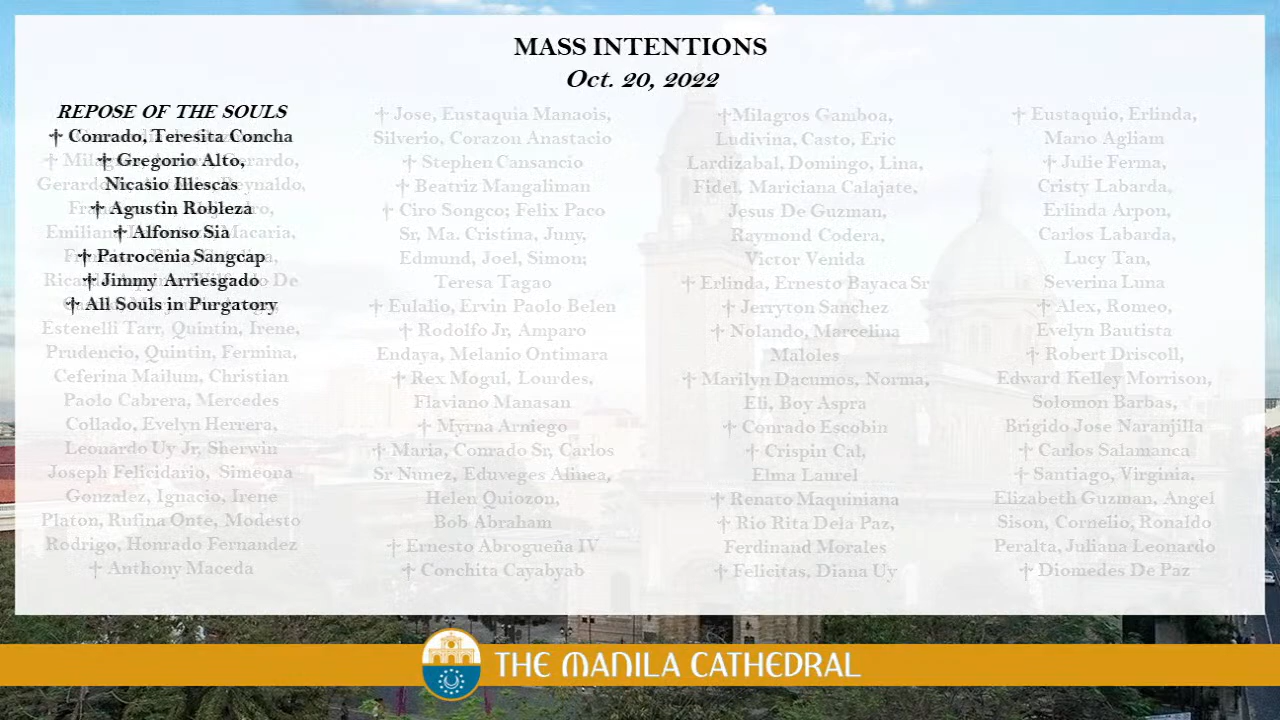 MASS INTENTIONS
Oct. 20, 2022
REPOSE OF THE SOULS
✝ Conrado, Teresita Concha
✝ Gregorio Alto,
Nicasio Illescas
✝ Agustin Robleza
✝ Alfonso Sia
✝ Patrocenia Sangcap
✝ Jimmy Arriesgado
✝ All Souls in Purgatory
Estenelli Tarr, Quintin, Irene,
Prudencio, Quintin, Fermina,
Ceferina Mailum, Christian
Paolo Cabrera, Mercedes
Collado, Evelyn Herrera,
Leonardo Uy Jr, Sherwin
Joseph Felicidario, Simeona
Gonzalez, Ignacio, Irene
Platon, Rufina Onte, Modesto
Rodrigo, Honrado Fernandez
✝ Anthony Maceda
✝ Jose, Eustaquia Manaois,
Silverio, Corazon Anastacio
✝ Stephen Cansancio
✝ Beatriz Mangaliman
✝ Ciro Songco; Felix Paco
Sr, Ma. Cristina, Juny,
Edmund, Joel, Simon;
Teresa Tagao
✝ Eulalio, Ervin Paolo Belen
✝ Rodolfo Jr, Amparo
Endaya, Melanio Ontimara
✝ Rex Mogul, Lourdes,
Flaviano Manasan
✝ Myrna Arniego
✝ Maria, Conrado Sr, Carlos
Sr Nunez, Eduveges Alinea,
Helen Quiozon,
Bob Abraham
✝ Ernesto Abrogueña IV
✝ Conchita Cayabyab
✝Milagros Gamboa,
Ludivina, Casto, Eric
Lardizabal, Domingo, Lina,
Fidel, Mariciana Calajate,
Jesus De Guzman,
Raymond Codera,
Victor Venida
✝ Erlinda, Ernesto Bayaca Sr
✝ Jerryton Sanchez
✝ Nolando, Marcelina
Maloles
✝ Marilyn Dacumos, Norma,
Eli, Boy Aspra
✝ Conrado Escobin
✝ Crispin Cal,
Elma Laurel
✝ Renato Maquiniana
✝ Rio Rita Dela Paz,
Ferdinand Morales
✝ Felicitas, Diana Uy
✝ Eustaquio, Erlinda,
Mario Agliam
✝ Julie Ferma,
Cristy Labarda,
Erlinda Arpon,
Carlos Labarda,
Lucy Tan,
Severina Luna
✝ Alex, Romeo,
Evelyn Bautista
✝ Robert Driscoll,
Edward Kelley Morrison,
Solomon Barbas,
Brigido Jose Naranjilla
✝ Carlos Salamanca
✝ Santiago, Virginia,
Elizabeth Guzman, Angel
Sison, Cornelio, Ronaldo
Peralta, Juliana Leonardo
✝ Diomedes De Paz
THE MANILA CATHEDRAL